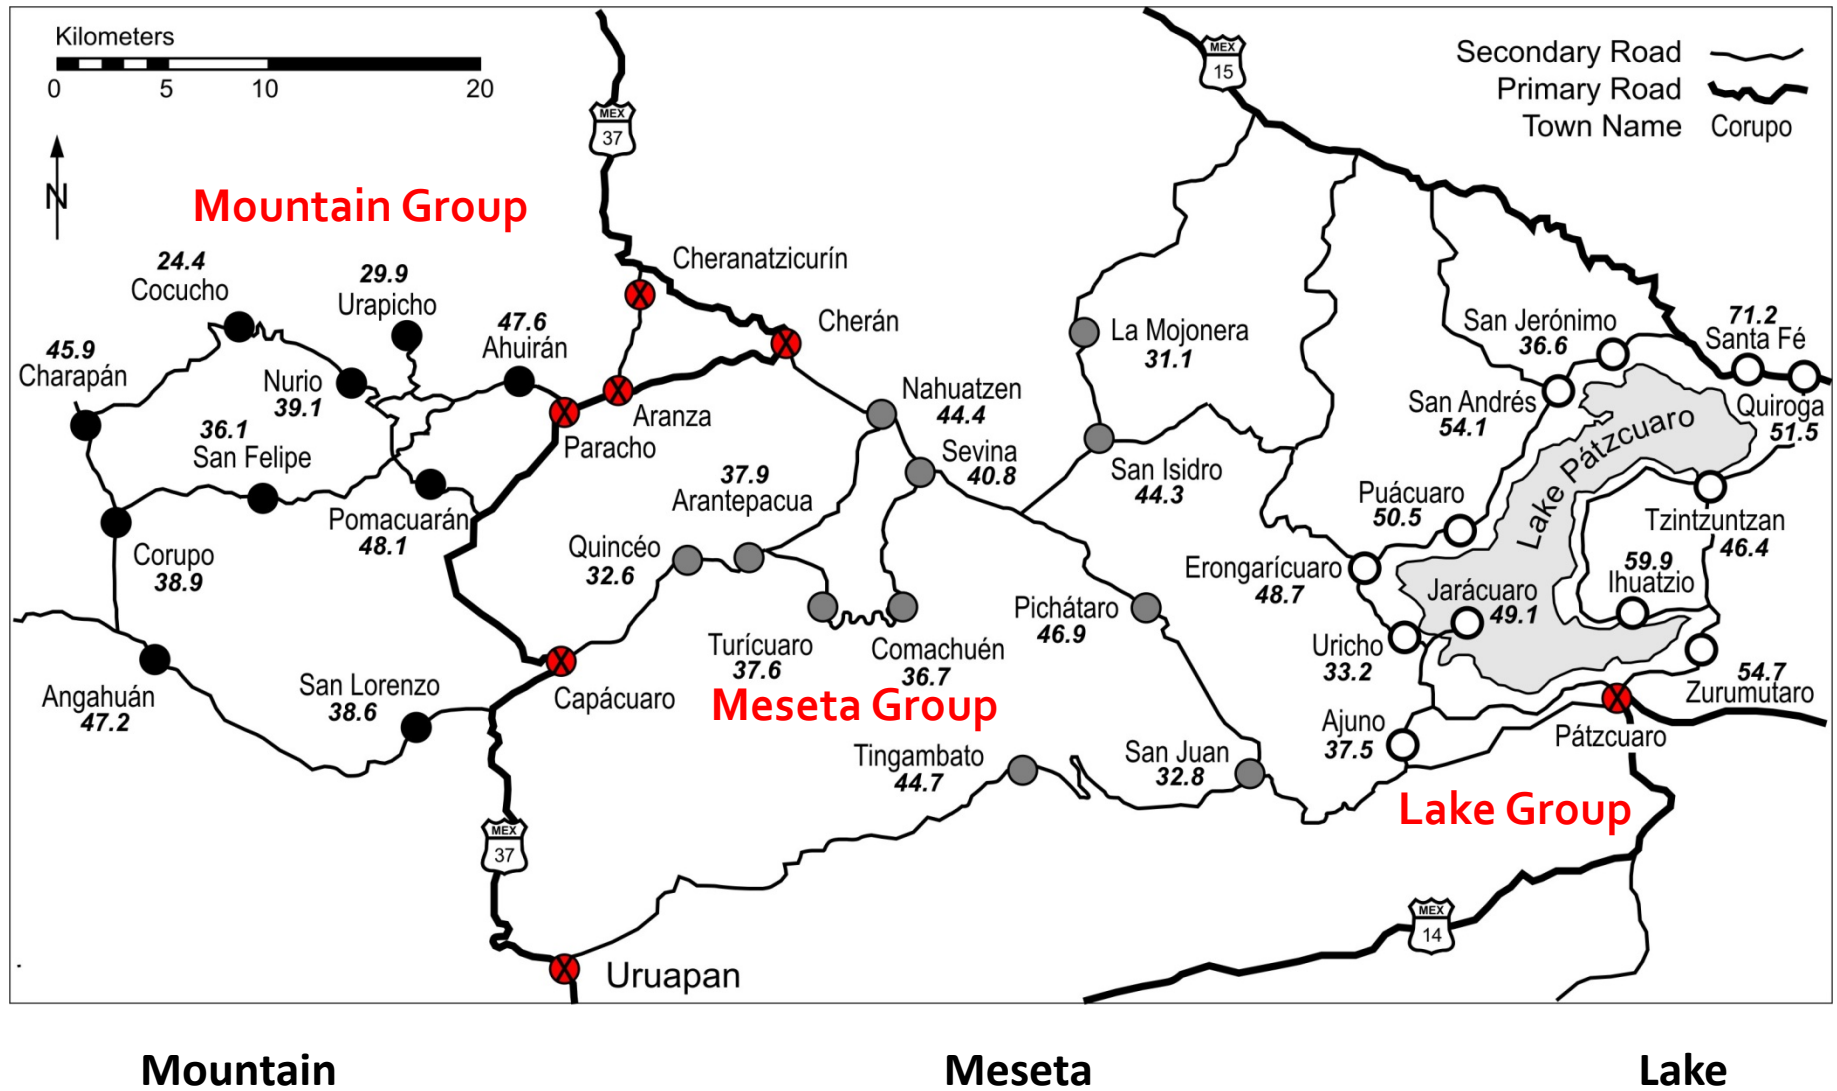 Kilometers
0 5 10 20
N
MEX
37
MEX
15
Secondary Road
Primary Road
Town Name Corupo
Mountain Group
Cheranatzicurín
24.4
Cocucho
29.9
Urapicho
47.6
Ahuirán
Cherán
La Mojonera
31.1
San Jerónimo
36.6
71.2
Santa Fé
45.9
Charapán
Nurio
39.1
36.1
San Felipe
Paracho
Aranza
Nahuatzen
44.4
Sevina
40.8
San Isidro
44.3
San Andrés
54.1
Quiroga
51.5
Lake Pátzcuaro
37.9
Arantepacua
Pomacuarán
48.1
Puácuaro
50.5
Tzintzuntzan
46.4
Corupo
38.9
Quincéo
32.6
Erongarícuaro
48.7
Jarácuaro
49.1
59.9
Ihuatzio
Pichátaro
46.9
Turícuaro
37.6
Comachuén
36.7
Uricho
33.2
Angahuán
47.2
San Lorenzo
38.6
Capácuaro
Meseta Group
54.7
Zurumutaro
Ajuno
37.5
Pátzcuaro
Tingambato
44.7
San Juan
32.8
Lake Group
MEX
37
MEX
14
Uruapan
Mountain Meseta Lake